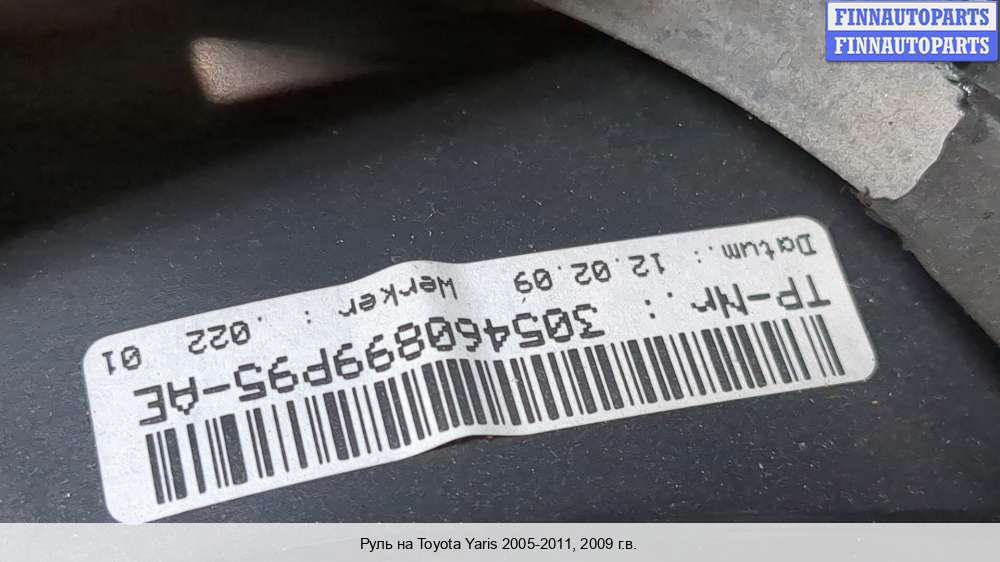 FINNAUTOPARTS
FINNAUTOPARTS
TP-Nr.: 305460899P95-AE
Datum.: 12.02.09 Werker : .022 01
Руль на Toyota Yaris 2005-2011, 2009 г.в.